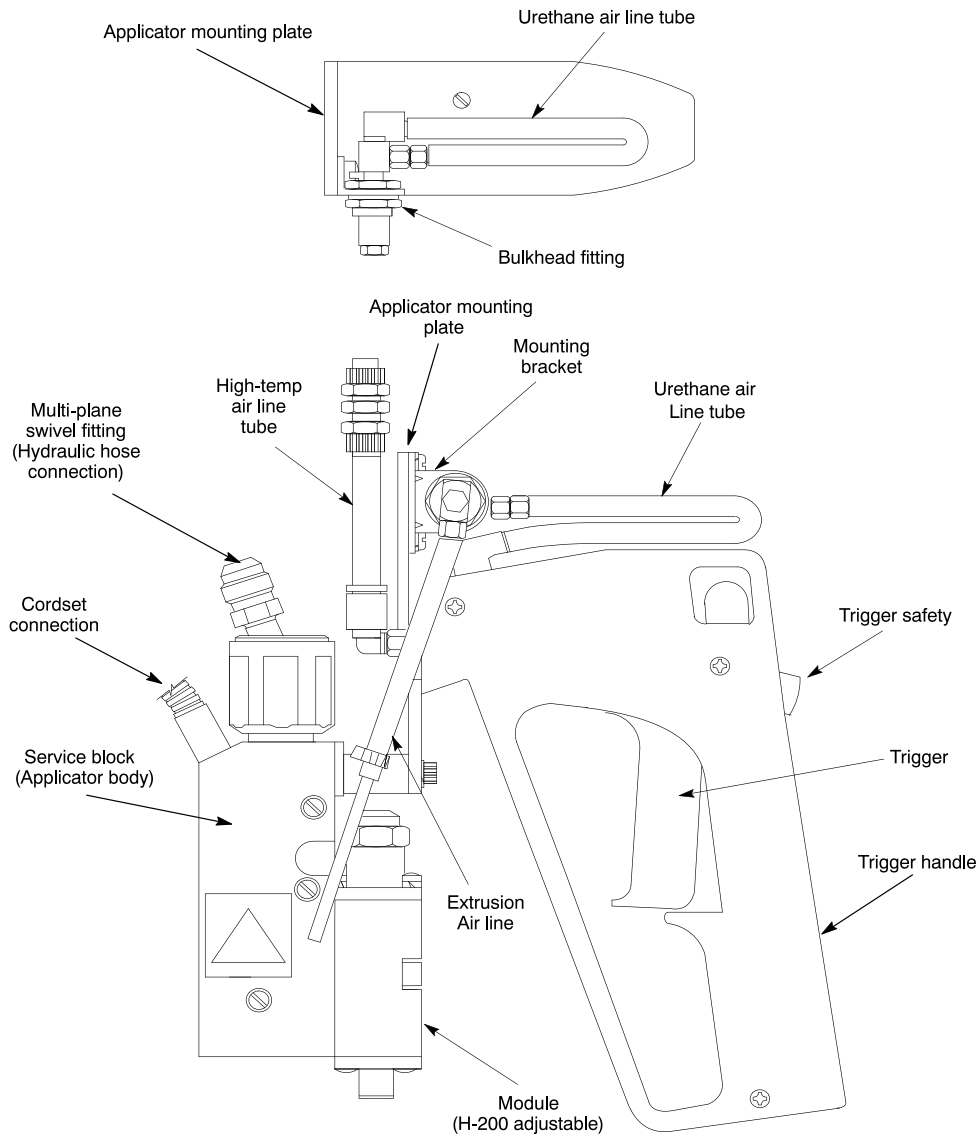 Urethane air line tube
Applicator mounting plate
Bulkhead fitting
Applicator mounting
plate
Mounting
bracket
High-temp
air line
tube
Urethane air
Line tube
Multi-plane
swivel fitting
(Hydraulic hose
connection)
Cordset
connection
Trigger safety
Service block
(Applicator body)
Trigger
Trigger handle
Extrusion
Air line
Module
(H-200 adjustable)